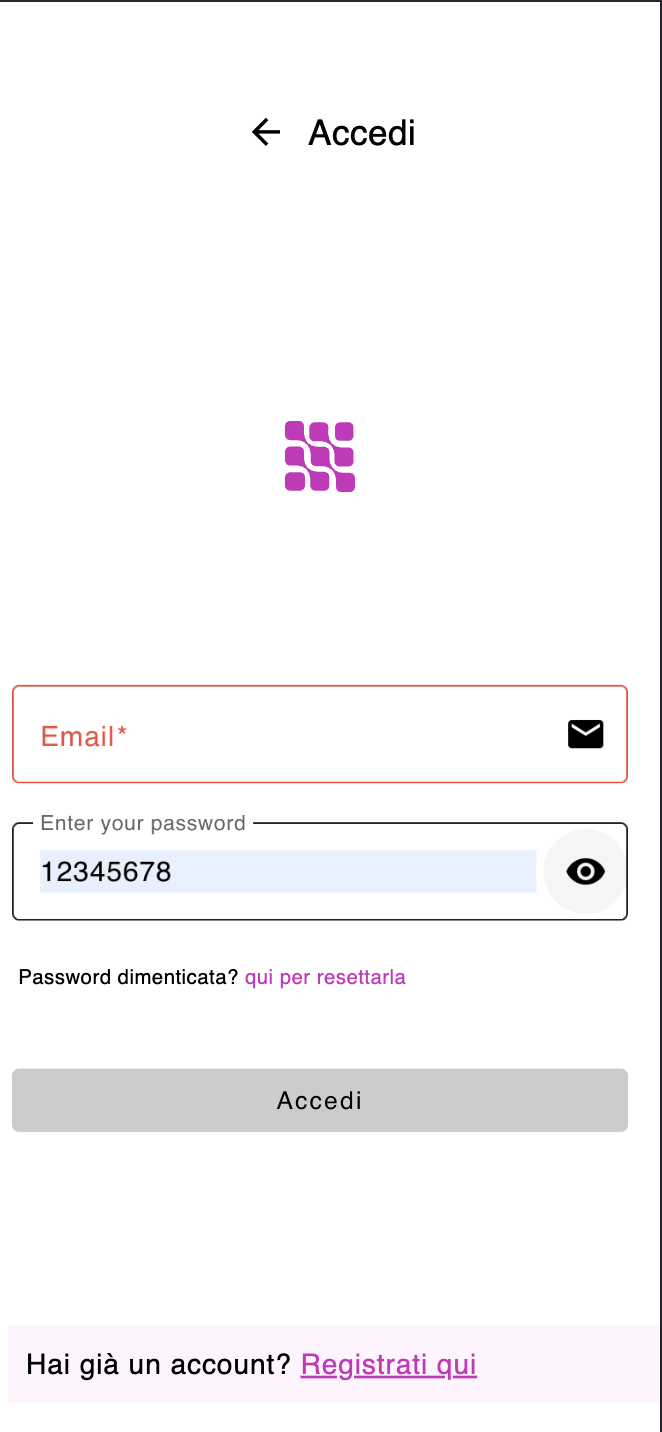 Accedi
Email*
Enter your password
12345678
Password dimenticata? qui per resettarla
Accedi
Hai già un account? Registrati qui